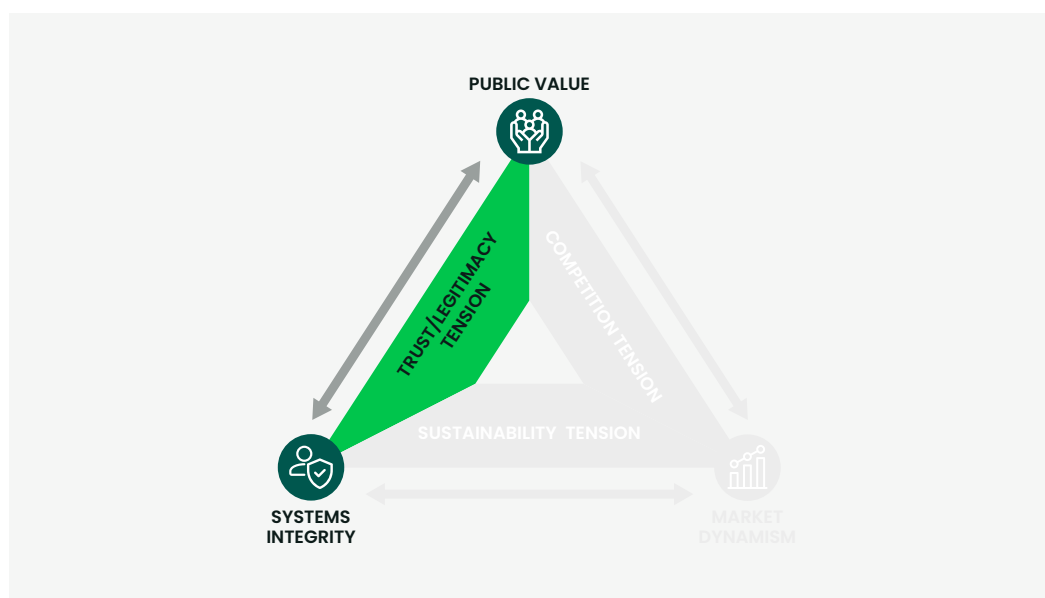 PUBLIC VALUE
TRUST/LEGITIMACY
TENSION
COMPETITION TENSION
SUSTAINABILITY TENSION
SYSTEMS
INTEGRITY
MARKET
DYNAMISM